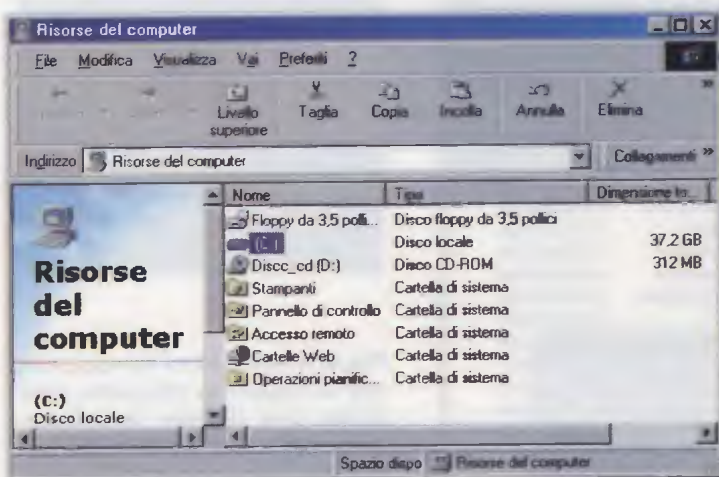 Risorse del computer
File Modifica Visualizza Vai Preferiti ?
Livello superiore Taglia Copia Incolla Annulla Elimina »
Indirizzo Risorse del computer Collegamenti »
Nome Tipo Dimensione to...
Floppy da 3,5 polli... Disco floppy da 3,5 pollici
(C:) Disco locale 37,2 GB
Discc_cd (D:) Disco CD-ROM 312 MB
Stampanti Cartella di sistema
Pannello di controllo Cartella di sistema
Accesso remoto Cartella di sistema
Cartelle Web Cartella di sistema
Operazioni pianific... Cartella di sistema
Risorse
del
computer
(C:)
Disco locale
Spazio dispo Risorse del computer